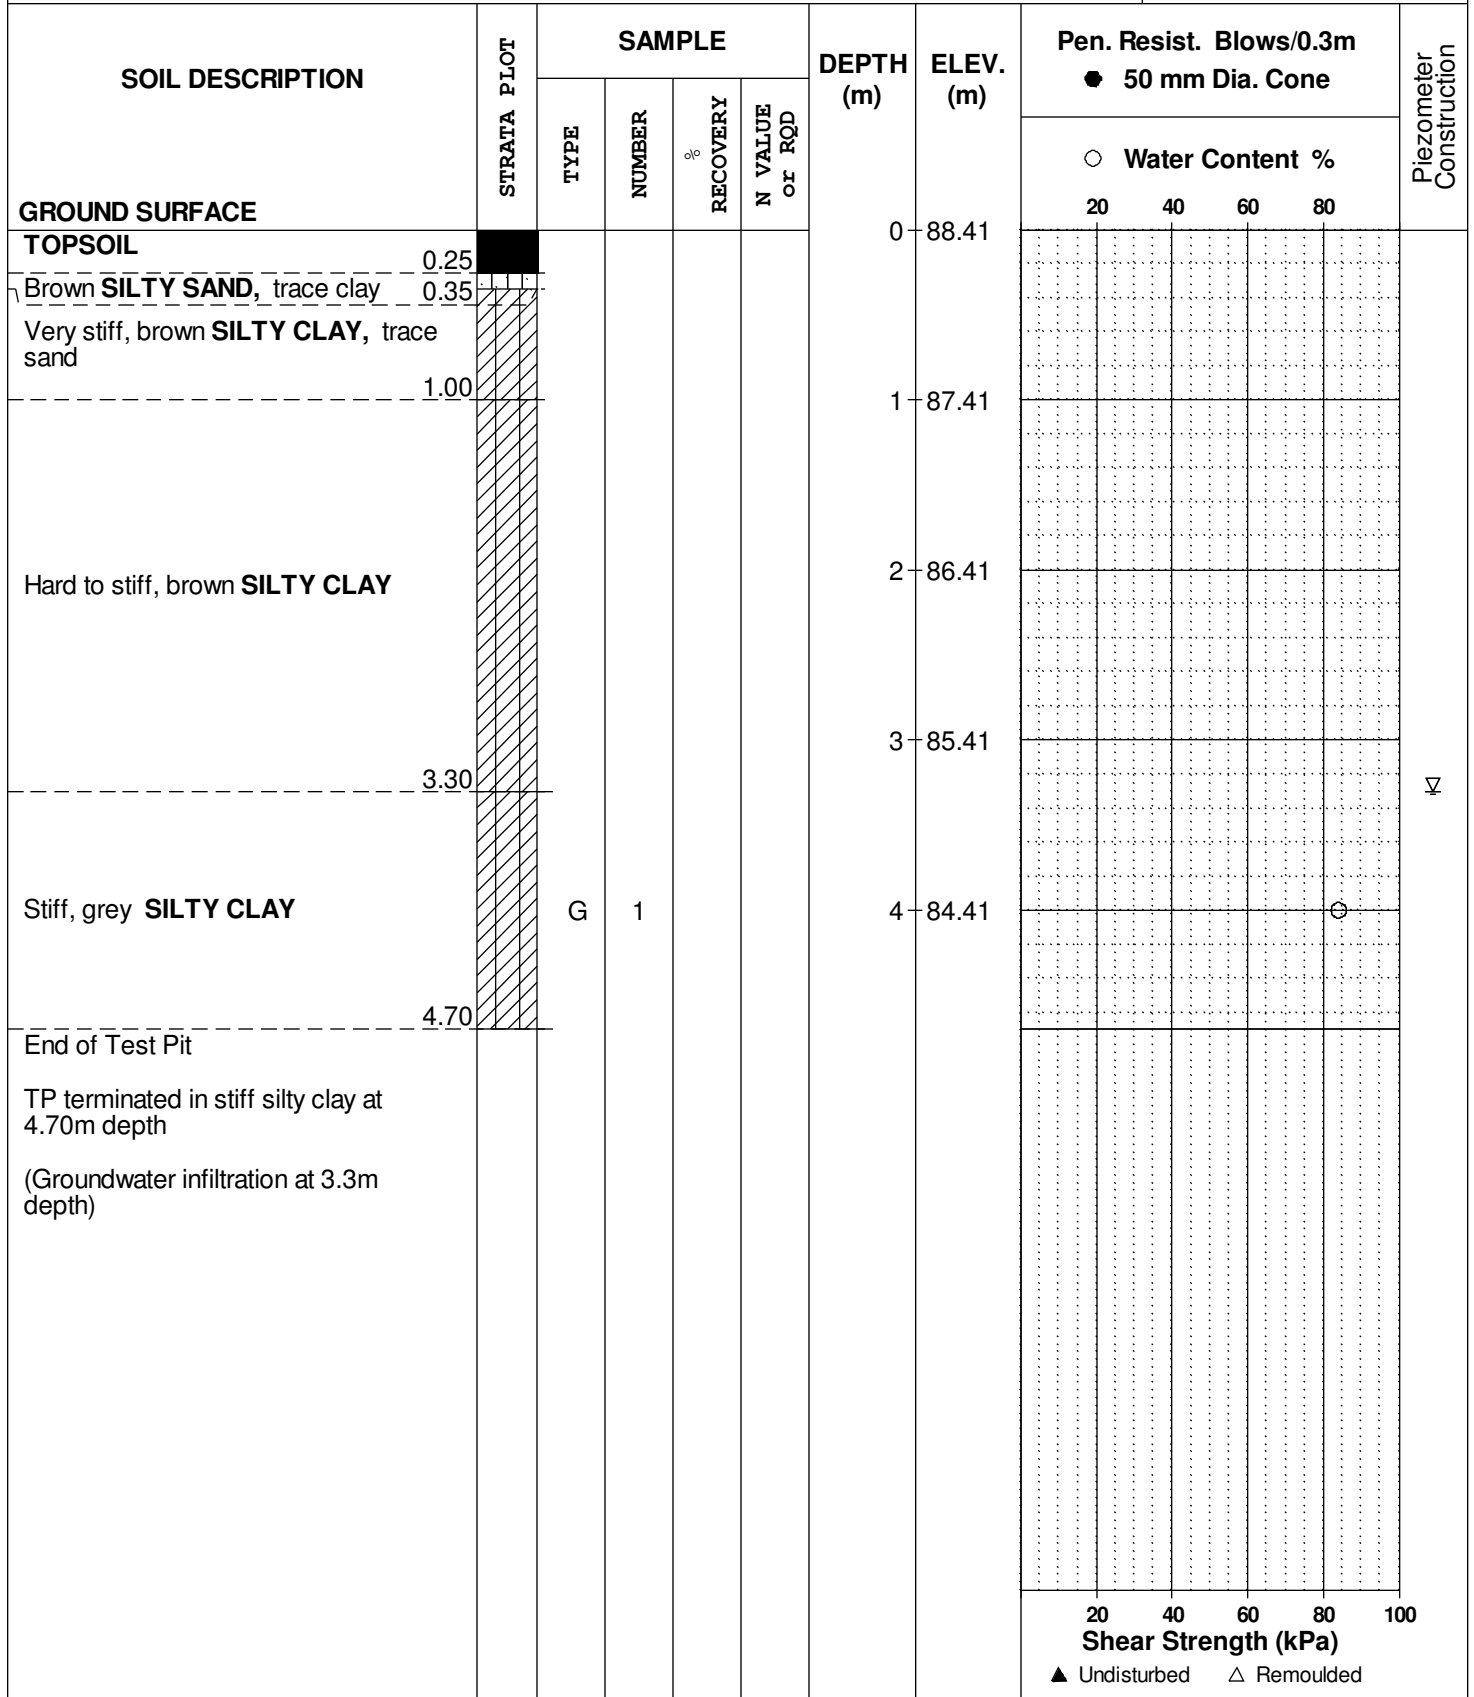 SOIL DESCRIPTION
GROUND SURFACE
STRATA PLOT
SAMPLE
TYPE
NUMBER
%
RECOVERY
N VALUE
or RQD
DEPTH
(m)
ELEV.
(m)
Pen. Resist. Blows/0.3m
● 50 mm Dia. Cone
○ Water Content %
20 40 60 80
Piezometer
Construction
TOPSOIL
0.25
Brown SILTY SAND, trace clay 0.35
Very stiff, brown SILTY CLAY, trace
sand
1.00
Hard to stiff, brown SILTY CLAY
3.30
Stiff, grey SILTY CLAY
G 1
4.70
0 88.41
1 87.41
2 86.41
3 85.41
4 84.41
End of Test Pit
TP terminated in stiff silty clay at
4.70m depth
(Groundwater infiltration at 3.3m
depth)
20 40 60 80 100
Shear Strength (kPa)
▲ Undisturbed △ Remoulded